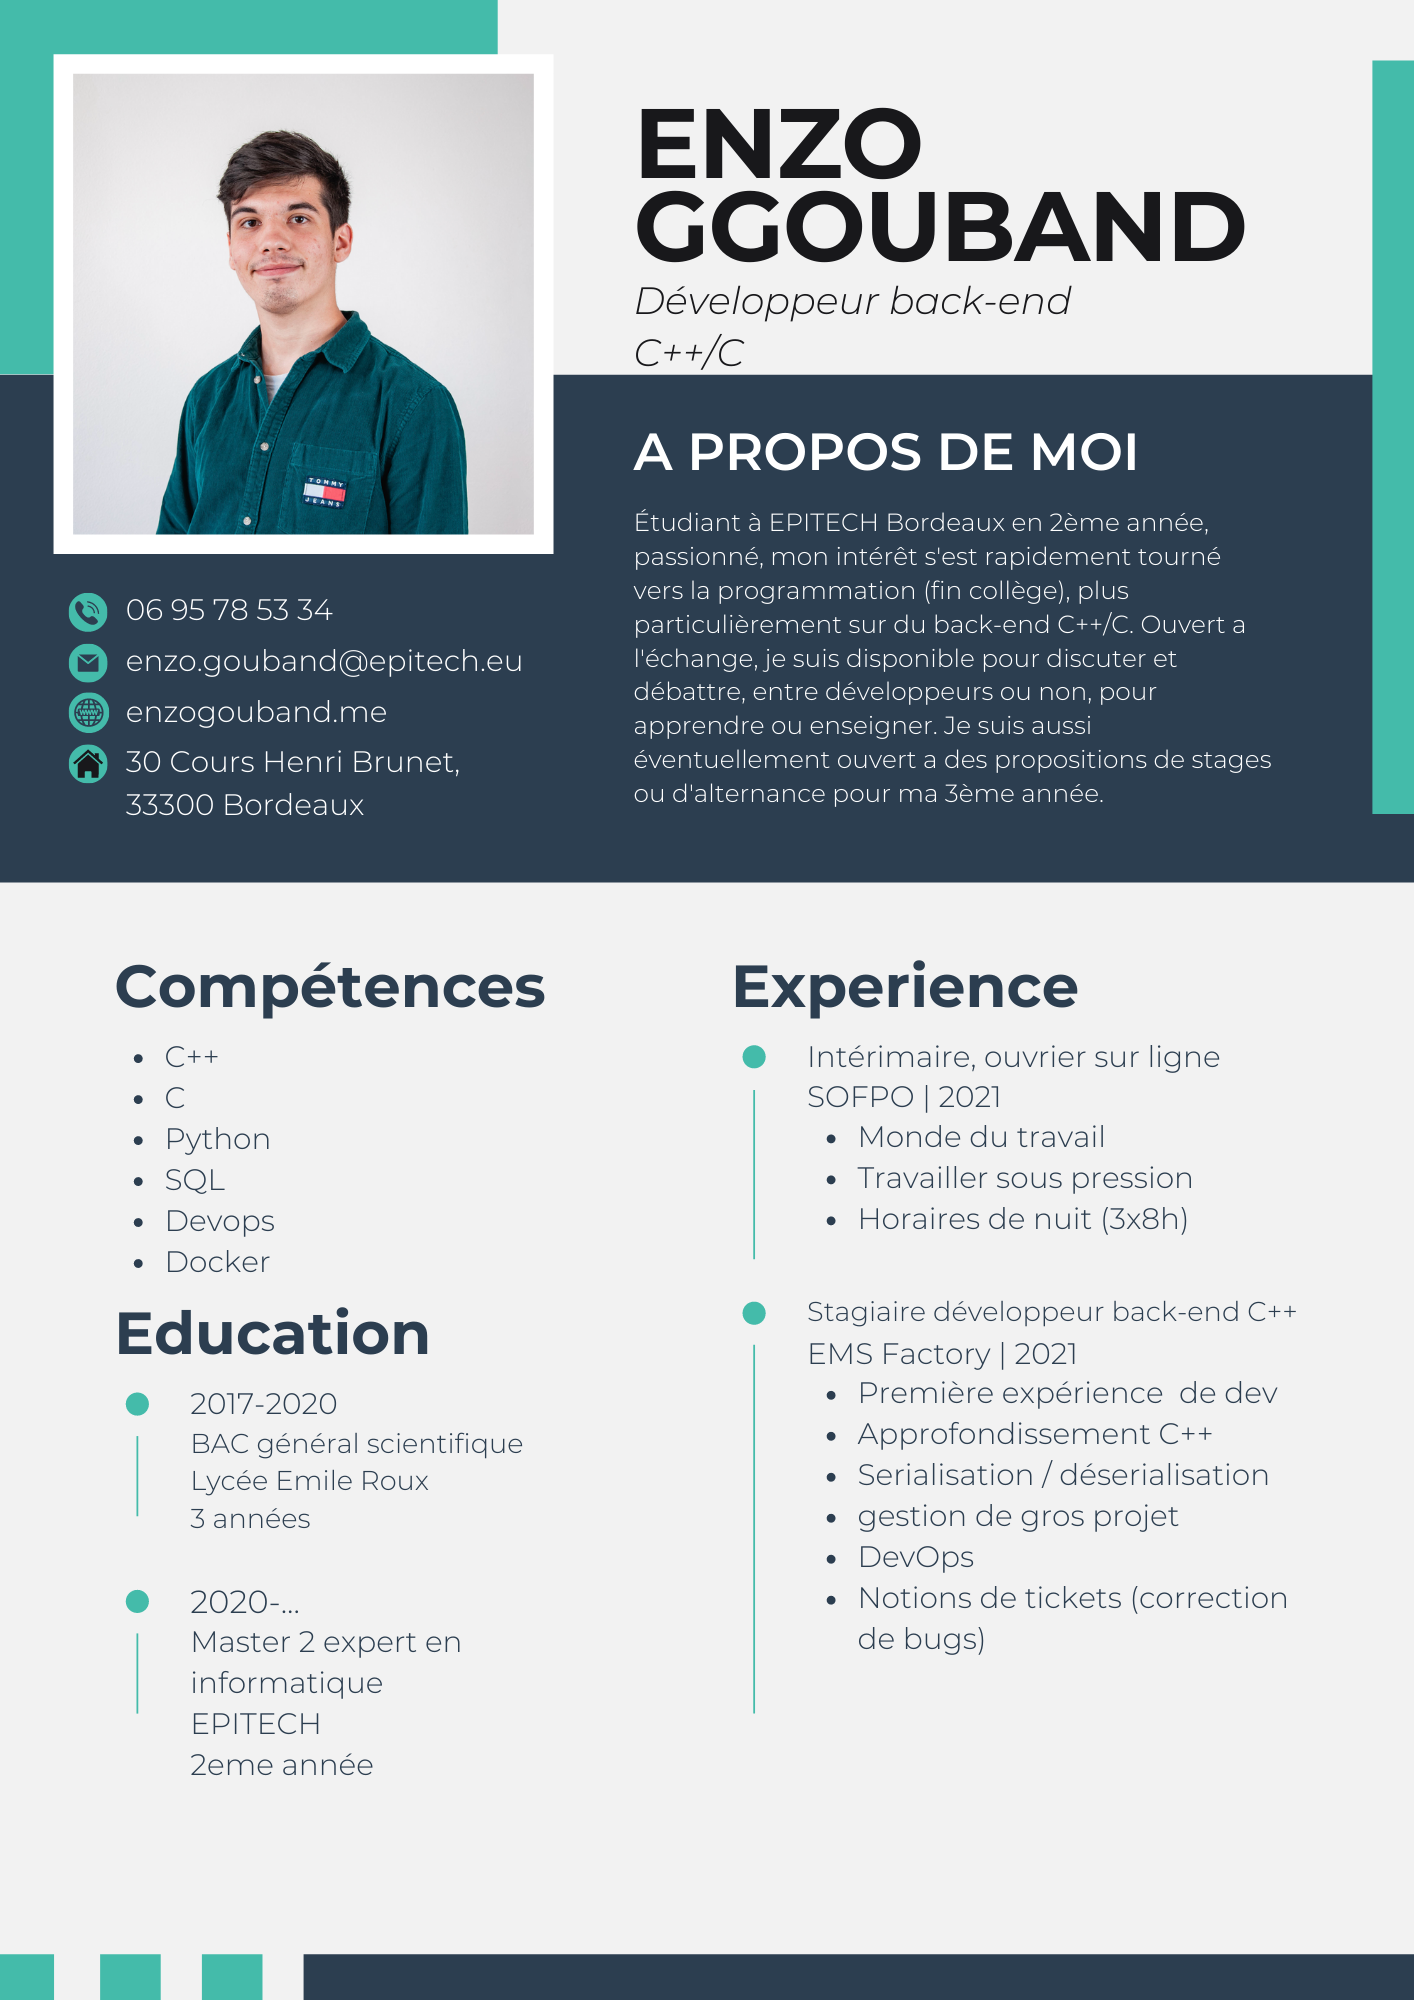 ENZO
GGOUBAND
Développeur back-end
C++/C
TOMMY
JEANS
06 95 78 53 34
enzo.gouband@epitech.eu
www
enzogouband.me
30 Cours Henri Brunet,
33300 Bordeaux
A PROPOS DE MOI
Étudiant à EPITECH Bordeaux en 2ème année,
passionné, mon intérêt s'est rapidement tourné
vers la programmation (fin collège), plus
particulièrement sur du back-end C++/C. Ouvert a
l'échange, je suis disponible pour discuter et
débattre, entre développeurs ou non, pour
apprendre ou enseigner. Je suis aussi
éventuellement ouvert a des propositions de stages
ou d'alternance pour ma 3ème année.
Compétences
• C++
• C
• Python
• SQL
• Devops
• Docker
Education
2017-2020
BAC général scientifique
Lycée Emile Roux
3 années
2020-...
Master 2 expert en
informatique
EPITECH
2eme année
Experience
Intérimaire, ouvrier sur ligne
SOFPO | 2021
• Monde du travail
• Travailler sous pression
• Horaires de nuit (3x8h)
Stagiaire développeur back-end C++
EMS Factory | 2021
• Première expérience  de dev
• Approfondissement C++
• Serialisation / déserialisation
• gestion de gros projet
• DevOps
• Notions de tickets (correction
de bugs)